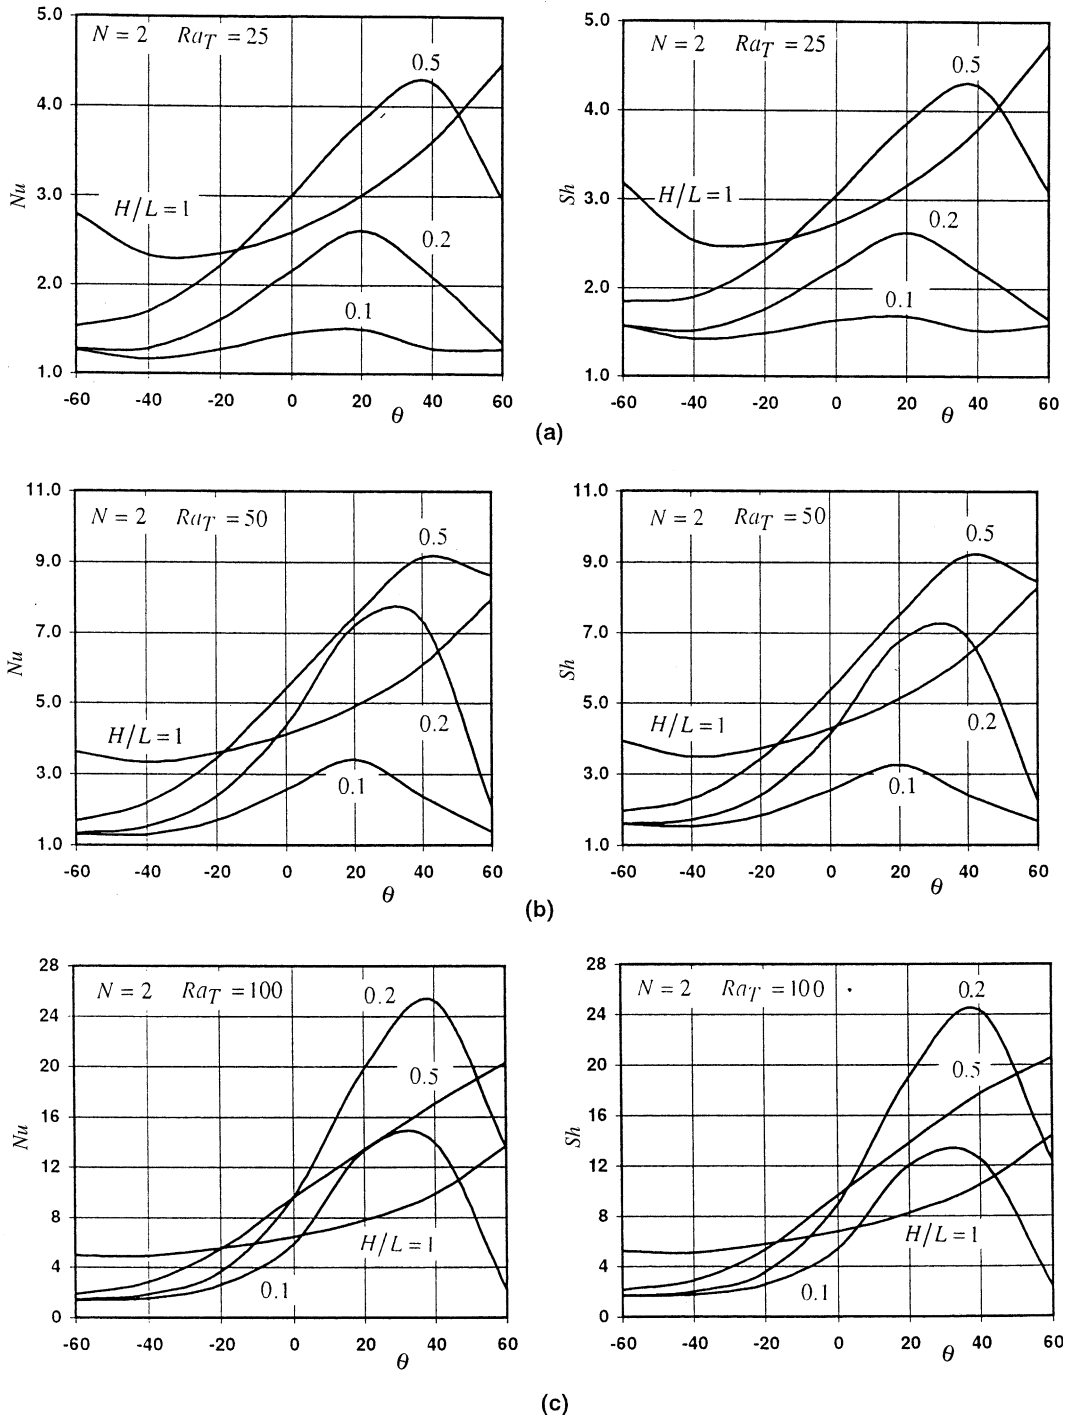 5.0
N = 2 Ra_T = 25
0.5
4.0
Nu
3.0
H/L = 1
0.2
2.0
0.1
1.0
-60 -40 -20 0 20 40 60
θ
5.0
N = 2 Ra_T = 25
0.5
4.0
Sh
3.0
H/L = 1
0.2
2.0
0.1
1.0
-60 -40 -20 0 20 40 60
θ
(a)
11.0
N = 2 Ra_T = 50
0.5
9.0
7.0
Nu
5.0
H/L = 1
0.2
3.0
0.1
1.0
-60 -40 -20 0 20 40 60
θ
11.0
N = 2 Ra_T = 50
0.5
9.0
7.0
Sh
5.0
H/L = 1
0.2
3.0
0.1
1.0
-60 -40 -20 0 20 40 60
θ
(b)
28
N = 2 Ra_T = 100
0.2
24
20
0.5
16
Nu
12
8
H/L = 1
4
0.1
0
-60 -40 -20 0 20 40 60
θ
28
N = 2 Ra_T = 100
0.2
24
20
0.5
16
Sh
12
8
H/L = 1
4
0.1
0
-60 -40 -20 0 20 40 60
θ
(c)